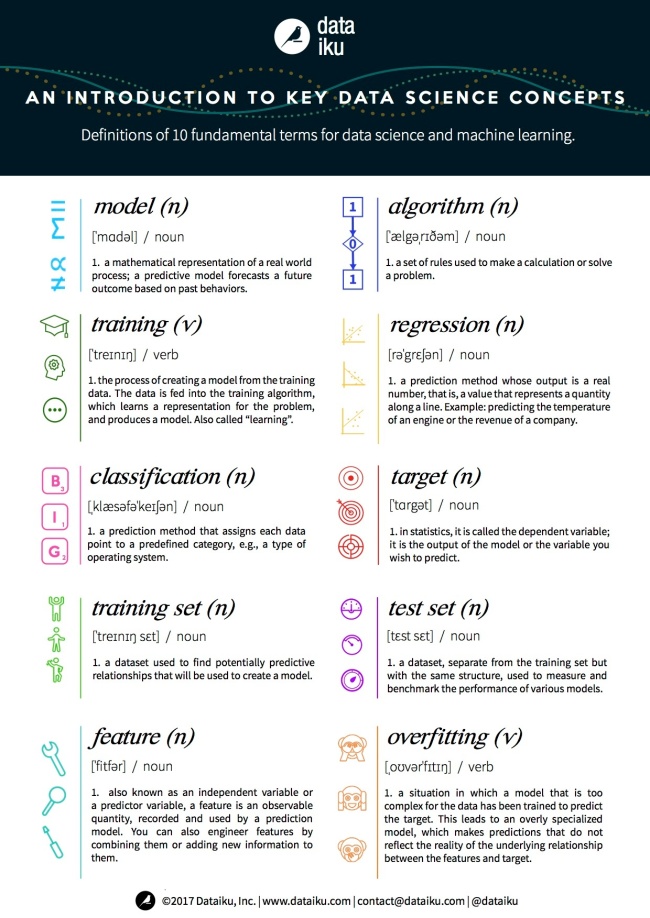 data
iku
AN INTRODUCTION TO KEY DATA SCIENCE CONCEPTS
Definitions of 10 fundamental terms for data science and machine learning.
model (n)
[ˈmɑdəl] / noun
1. a mathematical representation of a real world
process; a predictive model forecasts a future
outcome based on past behaviors.
1
0
1
algorithm (n)
[ˈælgəˌrɪðəm] / noun
1. a set of rules used to make a calculation or solve
a problem.
training (v)
[ˈtreɪnɪŋ] / verb
1. the process of creating a model from the training
data. The data is fed into the training algorithm,
which learns a representation for the problem,
and produces a model. Also called “learning”.
regression (n)
[rəˈgrɛʃən] / noun
1. a prediction method whose output is a real
number, that is, a value that represents a quantity
along a line. Example: predicting the temperature
of an engine or the revenue of a company.
B3
I1
G2
classification (n)
[ˌklæsəfəˈkeɪʃən] / noun
1. a prediction method that assigns each data
point to a predefined category, e.g., a type of
operating system.
target (n)
[ˈtɑrgət] / noun
1. in statistics, it is called the dependent variable;
it is the output of the model or the variable you
wish to predict.
training set (n)
[ˈtreɪnɪŋ sɛt] / noun
1. a dataset used to find potentially predictive
relationships that will be used to create a model.
test set (n)
[tɛst sɛt] / noun
1. a dataset, separate from the training set but
with the same structure, used to measure and
benchmark the performance of various models.
feature (n)
[ˈfitʃər] / noun
1. also known as an independent variable or
a predictor variable, a feature is an observable
quantity, recorded and used by a prediction
model. You can also engineer features by
combining them or adding new information to
them.
overfitting (v)
[ˌoʊvərˈfɪtɪŋ] / verb
1. a situation in which a model that is too
complex for the data has been trained to predict
the target. This leads to an overly specialized
model, which makes predictions that do not
reflect the reality of the underlying relationship
between the features and target.
©2017 Dataiku, Inc. | www.dataiku.com | contact@dataiku.com | @dataiku